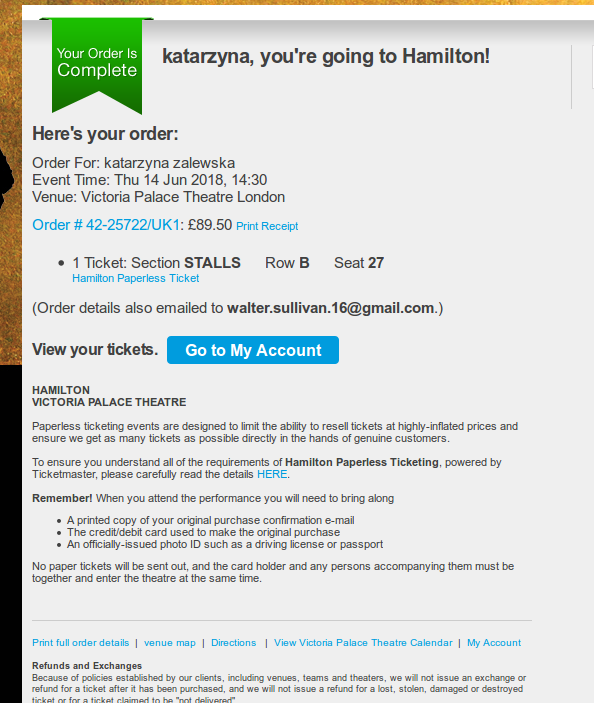 Your Order Is
Complete
katarzyna, you're going to Hamilton!
Here's your order:
Order For: katarzyna zalewska
Event Time: Thu 14 Jun 2018, 14:30
Venue: Victoria Palace Theatre London
Order # 42-25722/UK1: £89.50 Print Receipt
• 1 Ticket: Section STALLS Row B Seat 27
Hamilton Paperless Ticket
(Order details also emailed to walter.sullivan.16@gmail.com.)
View your tickets. Go to My Account
HAMILTON
VICTORIA PALACE THEATRE
Paperless ticketing events are designed to limit the ability to resell tickets at highly-inflated prices and
ensure we get as many tickets as possible directly in the hands of genuine customers.
To ensure you understand all of the requirements of Hamilton Paperless Ticketing, powered by
Ticketmaster, please carefully read the details HERE.
Remember! When you attend the performance you will need to bring along
• A printed copy of your original purchase confirmation e-mail
• The credit/debit card used to make the original purchase
• An officially-issued photo ID such as a driving license or passport
No paper tickets will be sent out, and the card holder and any persons accompanying them must be
together and enter the theatre at the same time.
Print full order details | venue map | Directions | View Victoria Palace Theatre Calendar | My Account
Refunds and Exchanges
Because of policies established by our clients, including venues, teams and theaters, we will not issue an exchange or
refund for a ticket after it has been purchased, and we will not issue a refund for a lost, stolen, damaged or destroyed
ticket or for a ticket claimed to be "not delivered"